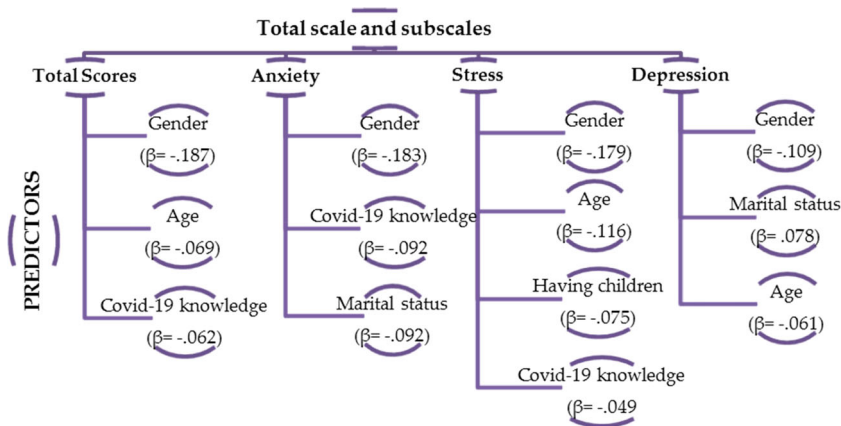 Total scale and subscales
Total Scores
Anxiety
Stress
Depression
PREDICTORS
Gender
(β= -.187)
Age
(β= -.069)
Covid-19 knowledge
(β= -.062)
Gender
(β= -.183)
Covid-19 knowledge
(β= -.092
Marital status
(β= -.092)
Gender
(β= -.179)
Age
(β= -.116)
Having children
(β= -.075)
Covid-19 knowledge
(β= -.049
Gender
(β= -.109)
Marital status
(β= .078)
Age
(β= -.061)